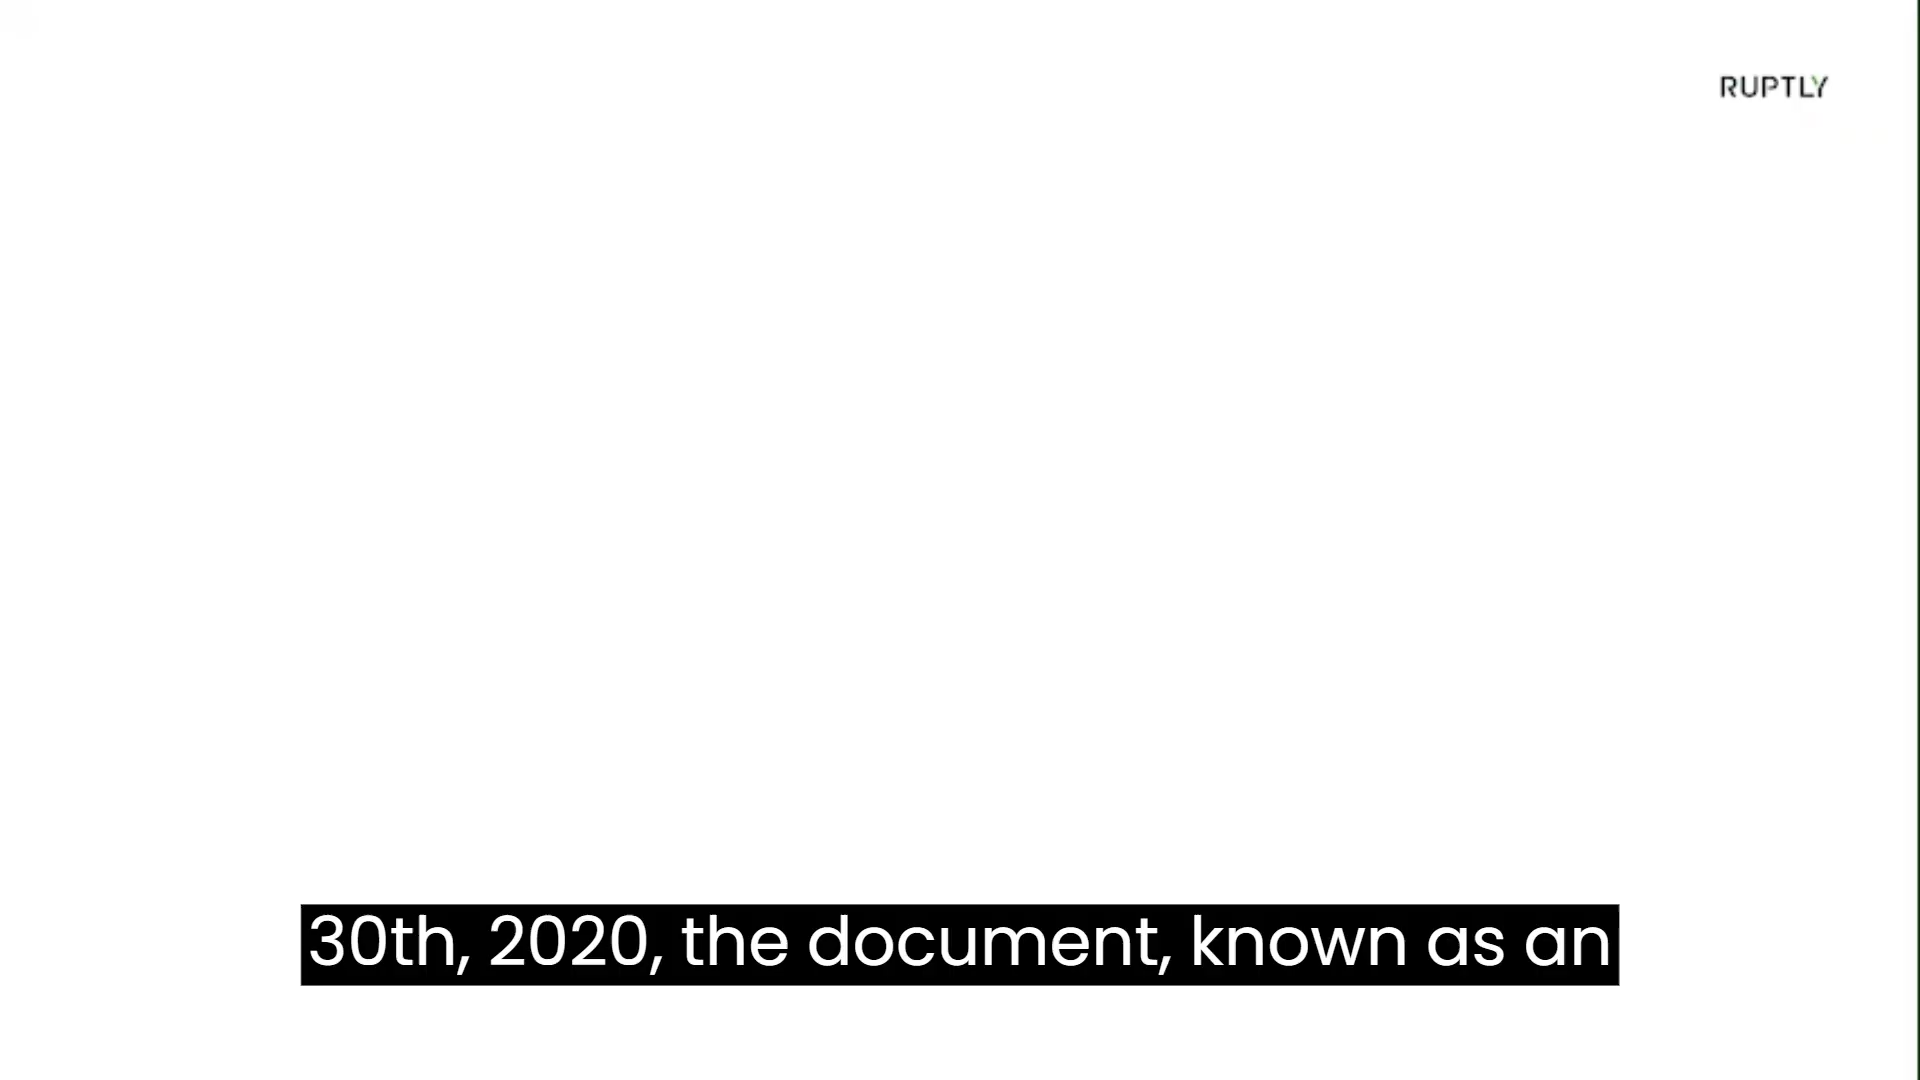 RUPTLY
30th, 2020, the document, known as an